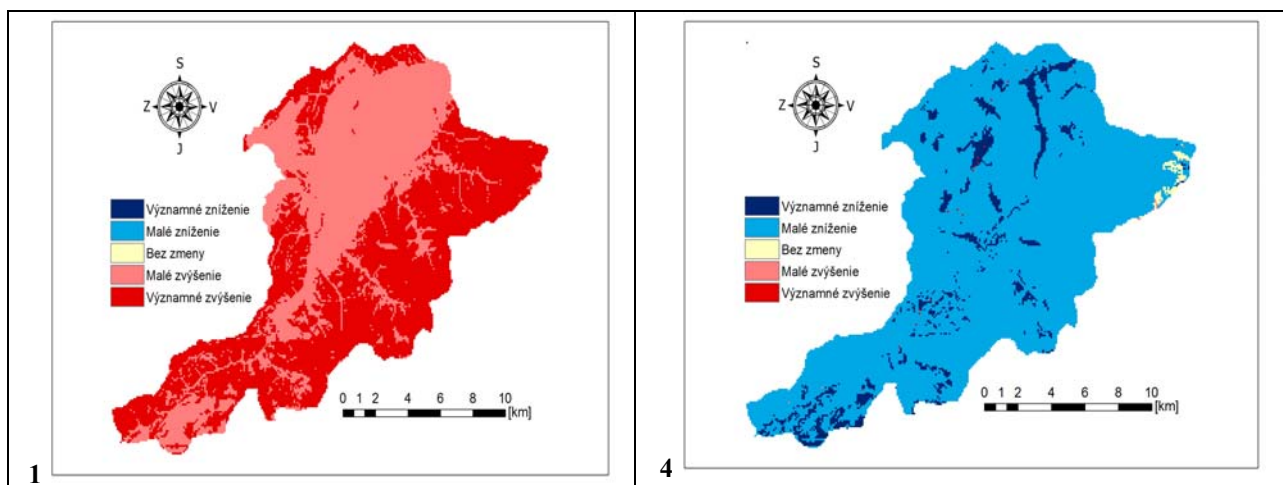 S
Z V
J
Významné zníženie
Malé zníženie
Bez zmeny
Malé zvýšenie
Významné zvýšenie
0 1 2 4 6 8 10
[km]
1
S
Z V
J
Významné zníženie
Malé zníženie
Bez zmeny
Malé zvýšenie
Významné zvýšenie
0 1 2 4 6 8 10
[km]
4